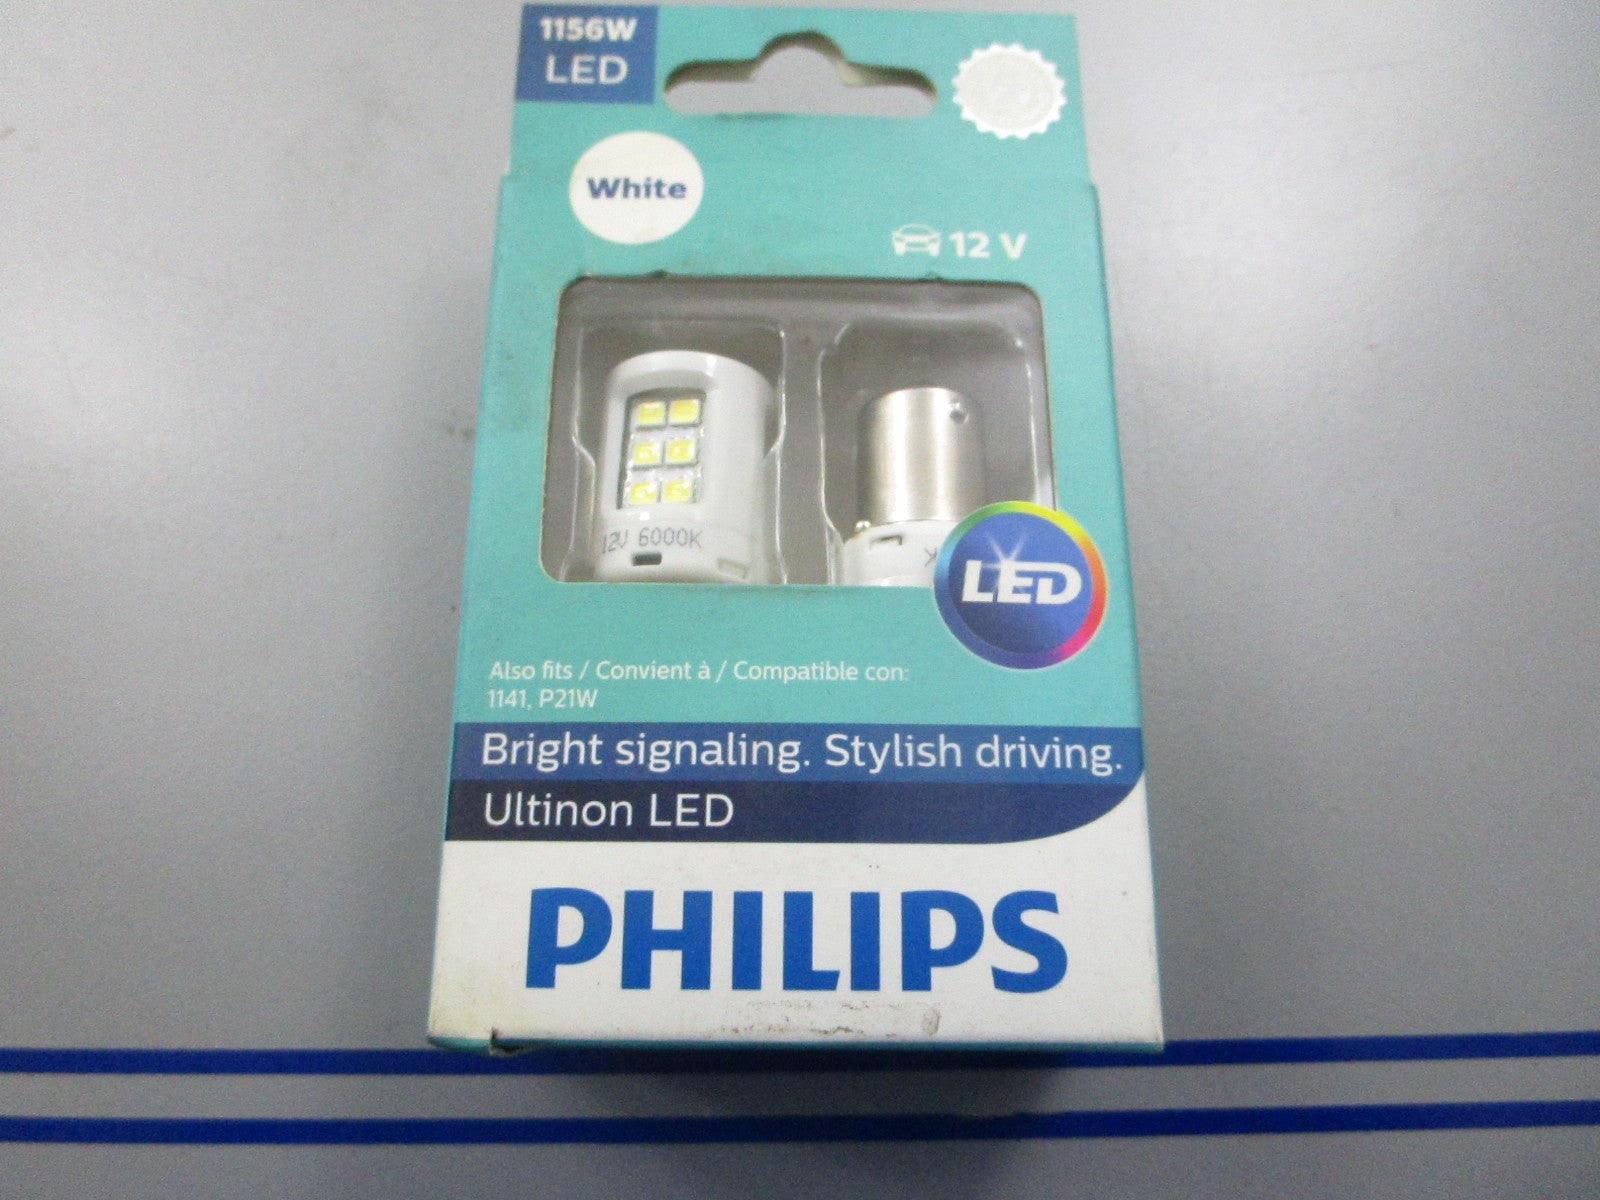 1156W
LED
White
12 V
12V 6000K
LED
Also fits / Convient à / Compatible con:
1141, P21W
Bright signaling. Stylish driving.
Ultinon LED
PHILIPS